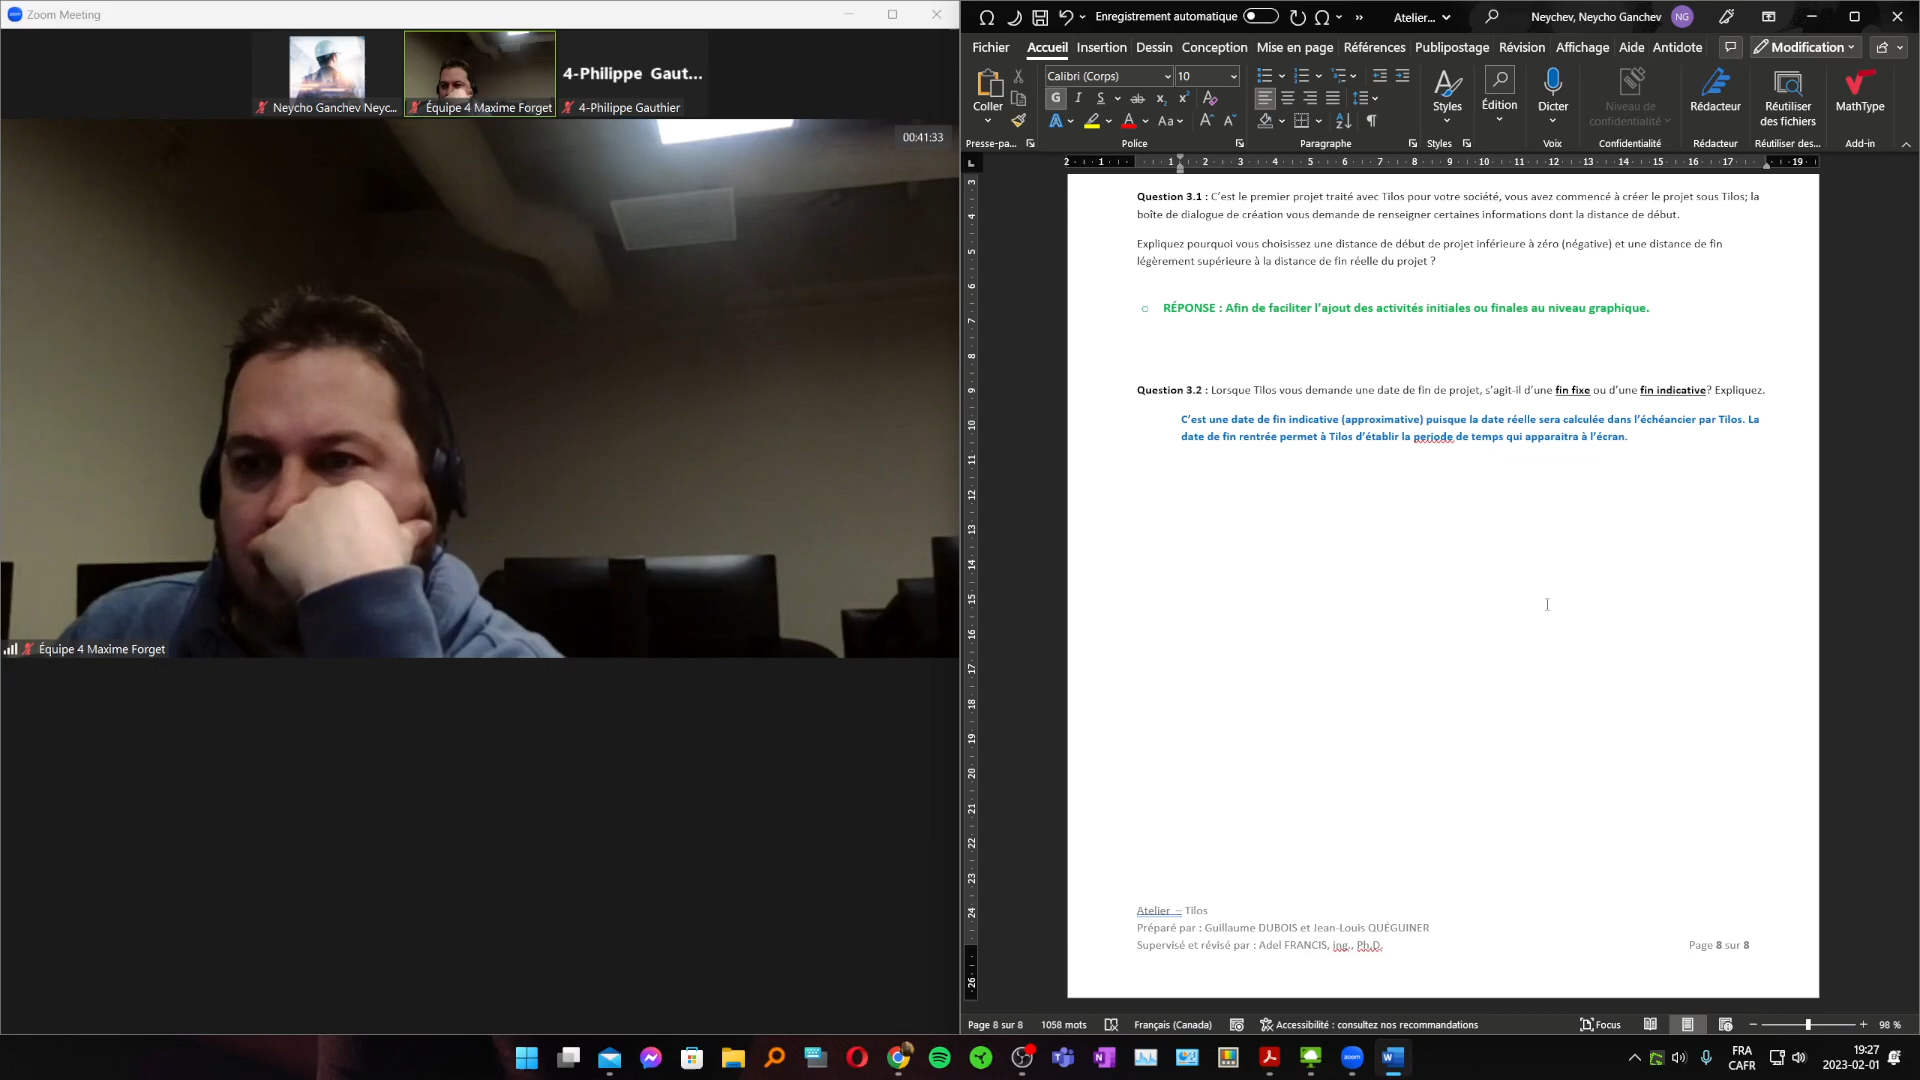 Zoom Meeting
Neycho Ganchev Neyc...
Équipe 4 Maxime Forget
4-Philippe Gaut...
4-Philippe Gauthier
00:41:33
Équipe 4 Maxime Forget
Enregistrement automatique
Atelier...
Neychev, Neycho Ganchev NG
Fichier Accueil Insertion Dessin Conception Mise en page Références Publipostage Révision Affichage Aide Antidote
Modification
Calibri (Corps) 10
Coller
Styles
Édition
Dicter
Niveau de confidentialité
Rédacteur
Réutiliser des fichiers
MathType
Presse-pa... Police Paragraphe Styles Voix Confidentialité Rédacteur Réutiliser des... Add-in
Question 3.1 : C'est le premier projet traité avec Tilos pour votre société, vous avez commencé à créer le projet sous Tilos; la
boîte de dialogue de création vous demande de renseigner certaines informations dont la distance de début.
Expliquez pourquoi vous choisissez une distance de début de projet inférieure à zéro (négative) et une distance de fin
légèrement supérieure à la distance de fin réelle du projet ?
○ RÉPONSE : Afin de faciliter l'ajout des activités initiales ou finales au niveau graphique.
Question 3.2 : Lorsque Tilos vous demande une date de fin de projet, s'agit-il d'une fin fixe ou d'une fin indicative? Expliquez.
C'est une date de fin indicative (approximative) puisque la date réelle sera calculée dans l'échéancier par Tilos. La
date de fin rentrée permet à Tilos d'établir la periode de temps qui apparaitra à l'écran.
Atelier – Tilos
Préparé par : Guillaume DUBOIS et Jean-Louis QUÉGUINER
Supervisé et révisé par : Adel FRANCIS, ing., Ph.D.
Page 8 sur 8
Page 8 sur 8 1058 mots Français (Canada) Accessibilité : consultez nos recommandations Focus 98 %
FRA
CAFR
19:27
2023-02-01